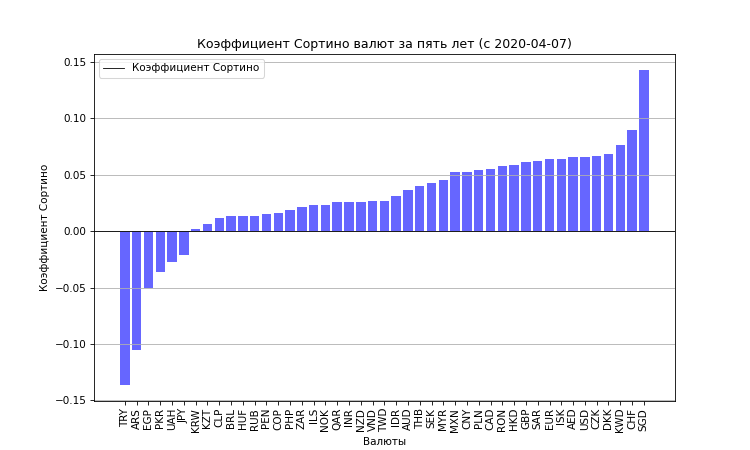 Коэффициент Сортино валют за пять лет (с 2020-04-07)
Коэффициент Сортино
0.15
0.10
0.05
0.00
−0.05
−0.10
−0.15
Коэффициент Сортино
TRY ARS EGP PKR UAH JPY KRW KZT CLP BRL HUF RUB PEN COP PHP ZAR ILS NOK QAR INR NZD VND TWD IDR AUD THB SEK MYR MXN CNY PLN CAD RON HKD GBP SAR EUR ISK AED USD CZK DKK KWD CHF SGD
Валюты